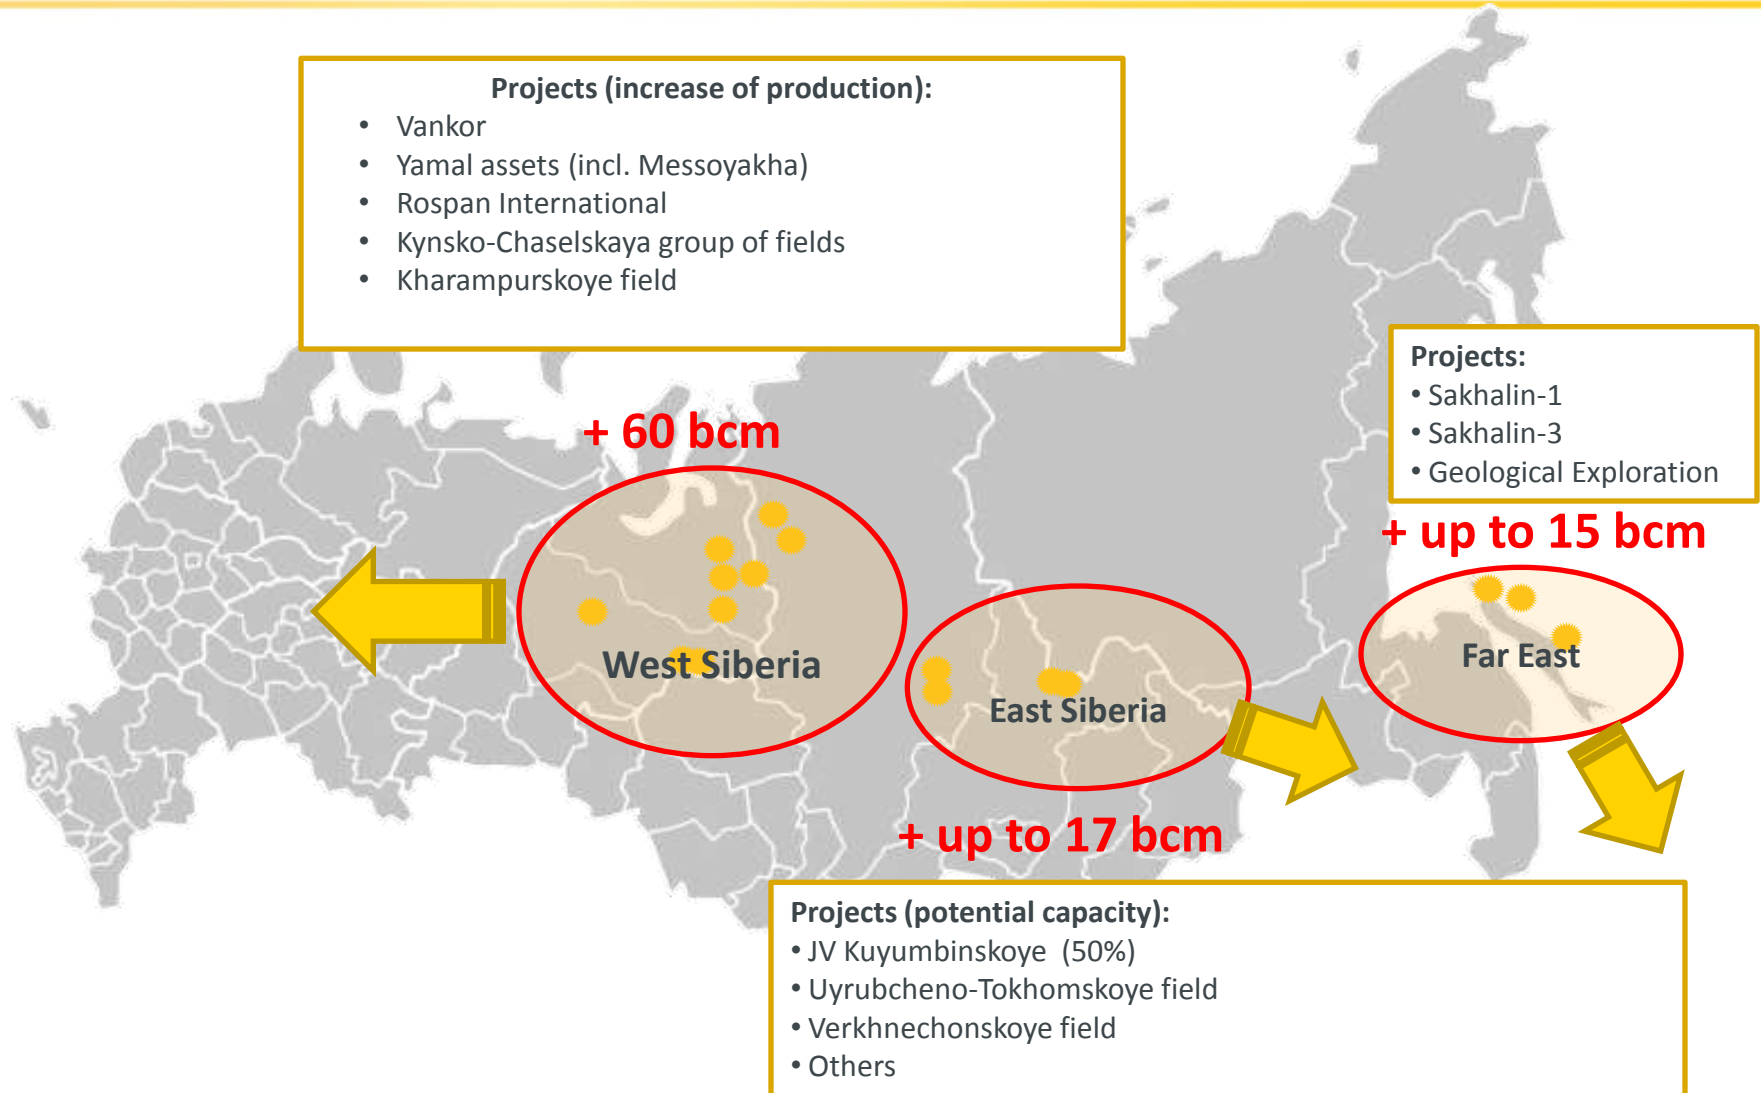 Projects (increase of production):
• Vankor
• Yamal assets (incl. Messoyakha)
• Rospan International
• Kynsko-Chaselskaya group of fields
• Kharampurskoye field
Projects:
• Sakhalin-1
• Sakhalin-3
• Geological Exploration
+ 60 bcm
+ up to 15 bcm
West Siberia
East Siberia
Far East
+ up to 17 bcm
Projects (potential capacity):
• JV Kuyumbinskoye (50%)
• Uyrubcheno-Tokhomskoye field
• Verkhnechonskoye field
• Others